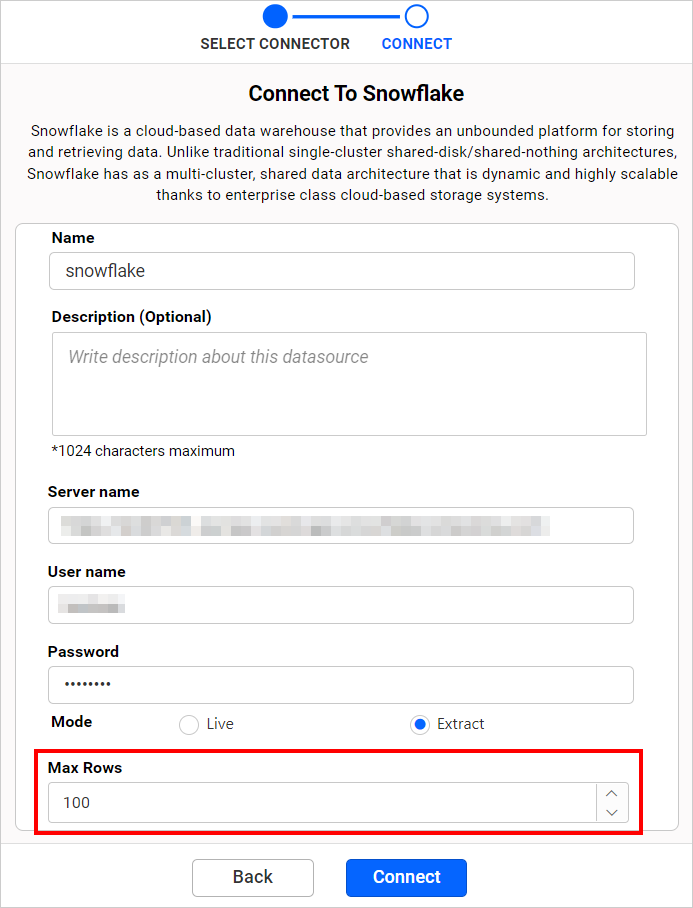 SELECT CONNECTOR CONNECT
Connect To Snowflake
Snowflake is a cloud-based data warehouse that provides an unbounded platform for storing
and retrieving data. Unlike traditional single-cluster shared-disk/shared-nothing architectures,
Snowflake has as a multi-cluster, shared data architecture that is dynamic and highly scalable
thanks to enterprise class cloud-based storage systems.
Name
snowflake
Description (Optional)
Write description about this datasource
*1024 characters maximum
Server name
User name
Password
••••••••
Mode Live Extract
Max Rows
100
Back Connect